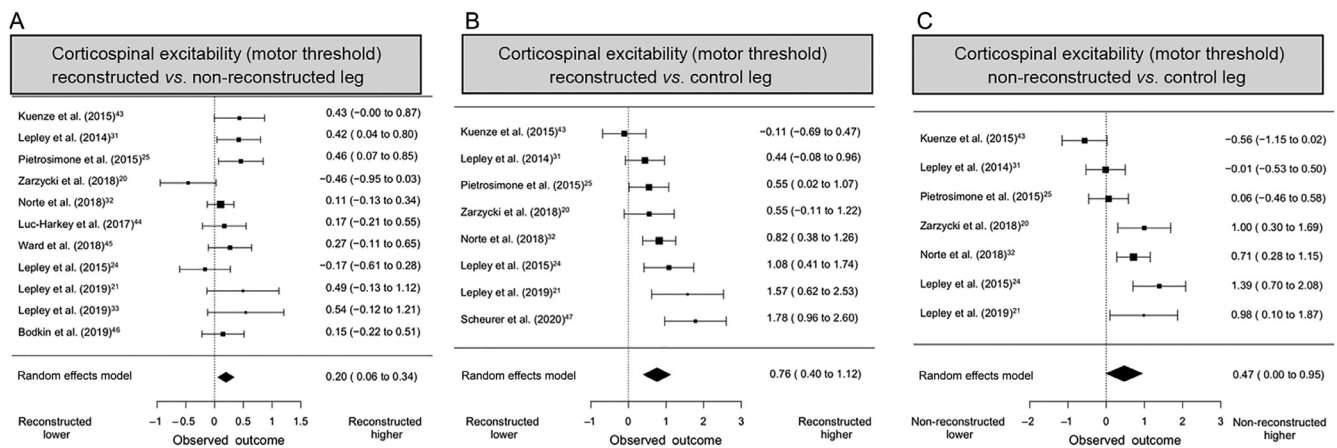 A
Corticospinal excitability (motor threshold)
reconstructed vs. non-reconstructed leg
Kuenze et al. (2015)43 0.43 (−0.00 to 0.87)
Lepley et al. (2014)31 0.42 ( 0.04 to 0.80)
Pietrosimone et al. (2015)25 0.46 ( 0.07 to 0.85)
Zarzycki et al. (2018)20 −0.46 (−0.95 to 0.03)
Norte et al. (2018)32 0.11 (−0.13 to 0.34)
Luc-Harkey et al. (2017)44 0.17 (−0.21 to 0.55)
Ward et al. (2018)45 0.27 (−0.11 to 0.65)
Lepley et al. (2015)24 −0.17 (−0.61 to 0.28)
Lepley et al. (2019)21 0.49 (−0.13 to 1.12)
Lepley et al. (2019)33 0.54 (−0.12 to 1.21)
Bodkin et al. (2019)46 0.15 (−0.22 to 0.51)
Random effects model 0.20 ( 0.06 to 0.34)
−1 −0.5 0 0.5 1 1.5
Reconstructed lower
Observed outcome
Reconstructed higher
B
Corticospinal excitability (motor threshold)
reconstructed vs. control leg
Kuenze et al. (2015)43 −0.11 (−0.69 to 0.47)
Lepley et al. (2014)31 0.44 (−0.08 to 0.96)
Pietrosimone et al. (2015)25 0.55 ( 0.02 to 1.07)
Zarzycki et al. (2018)20 0.55 (−0.11 to 1.22)
Norte et al. (2018)32 0.82 ( 0.38 to 1.26)
Lepley et al. (2015)24 1.08 ( 0.41 to 1.74)
Lepley et al. (2019)21 1.57 ( 0.62 to 2.53)
Scheurer et al. (2020)47 1.78 ( 0.96 to 2.60)
Random effects model 0.76 ( 0.40 to 1.12)
−1 0 1 2 3
Reconstructed lower
Observed outcome
Reconstructed higher
C
Corticospinal excitability (motor threshold)
non-reconstructed vs. control leg
Kuenze et al. (2015)43 −0.56 (−1.15 to 0.02)
Lepley et al. (2014)31 −0.01 (−0.53 to 0.50)
Pietrosimone et al. (2015)25 0.06 (−0.46 to 0.58)
Zarzycki et al. (2018)20 1.00 ( 0.30 to 1.69)
Norte et al. (2018)32 0.71 ( 0.28 to 1.15)
Lepley et al. (2015)24 1.39 ( 0.70 to 2.08)
Lepley et al. (2019)21 0.98 ( 0.10 to 1.87)
Random effects model 0.47 ( 0.00 to 0.95)
−2 −1 0 1 2 3
Non-reconstructed lower
Observed outcome
Non-reconstructed higher